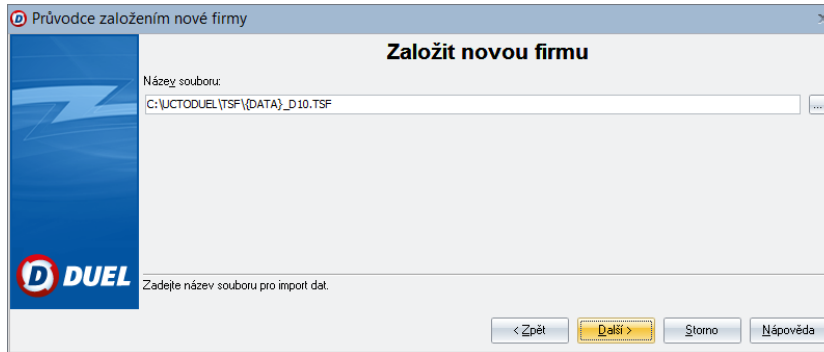 Průvodce založením nové firmy
Založit novou firmu
Název souboru:
C:\UCTODUEL\TSF\{DATA}_D10.TSF
...
DUEL
Zadejte název souboru pro import dat.
< Zpět
Další >
Storno
Nápověda